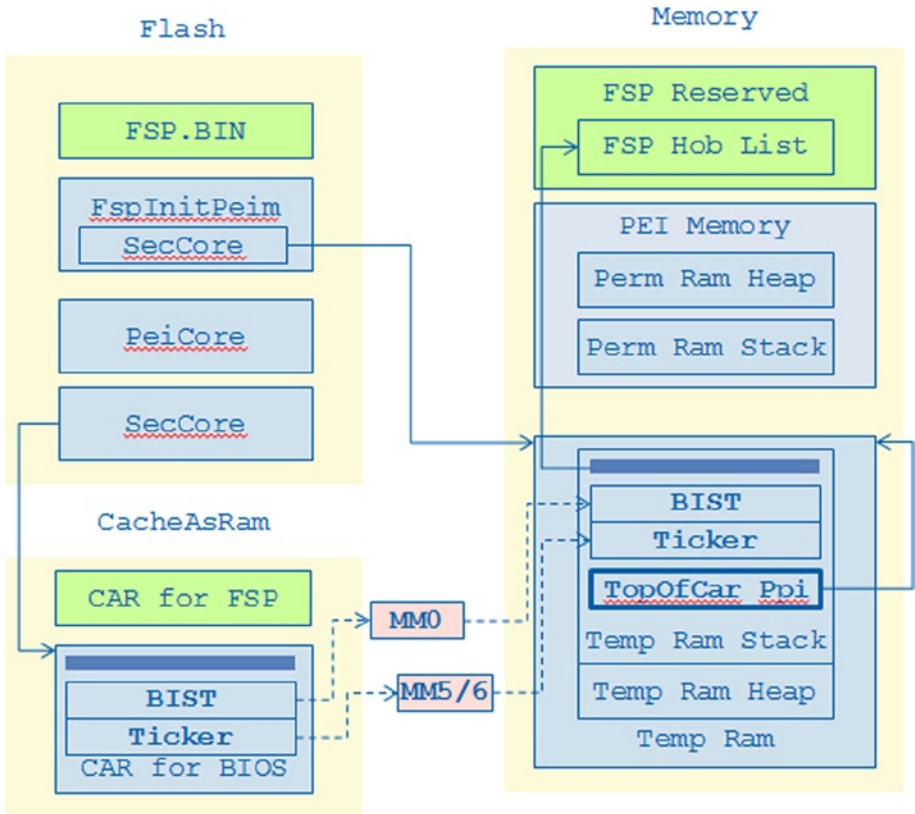 Flash
FSP.BIN
FspInitPeim
SecCore
PeiCore
SecCore
CacheAsRam
CAR for FSP
BIST
Ticker
CAR for BIOS
MM0
MM5/6
Memory
FSP Reserved
FSP Hob List
PEI Memory
Perm Ram Heap
Perm Ram Stack
BIST
Ticker
TopOfCar Ppi
Temp Ram Stack
Temp Ram Heap
Temp Ram